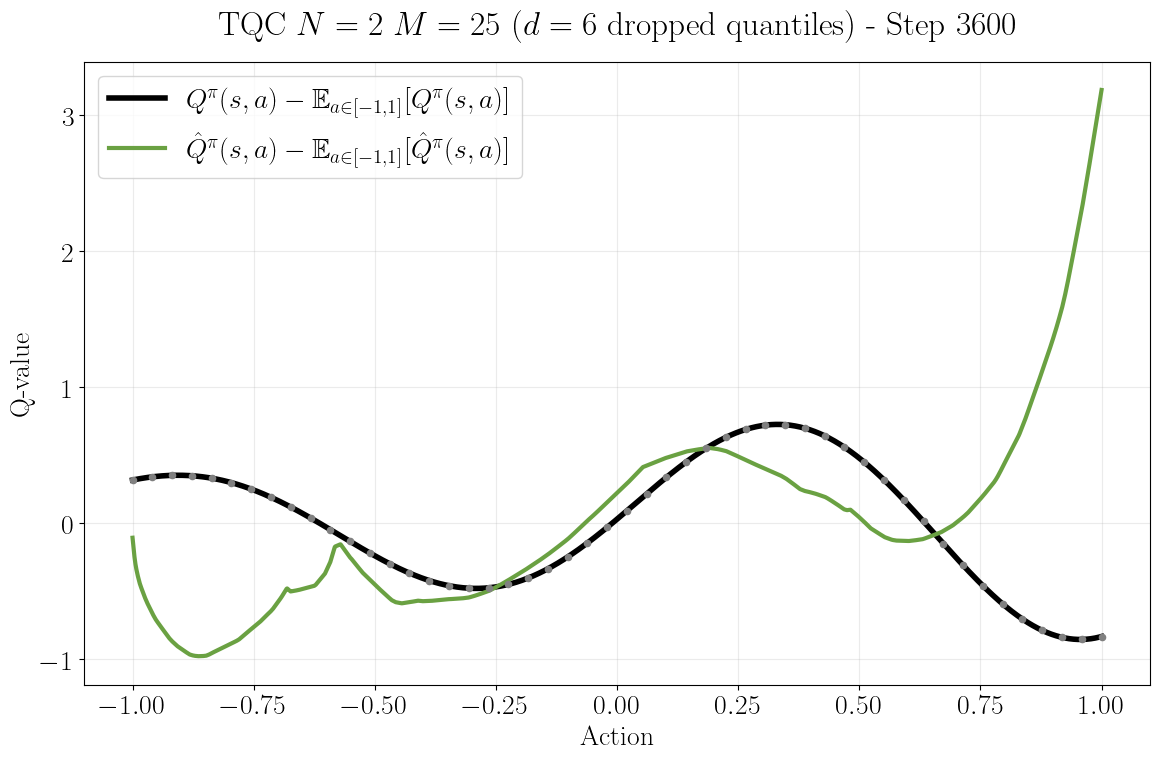 TQC N = 2 M = 25 (d = 6 dropped quantiles) - Step 3600
Q^π(s, a) − 𝔼_{a∈[−1,1]}[Q^π(s, a)]
Q̂^π(s, a) − 𝔼_{a∈[−1,1]}[Q̂^π(s, a)]
3
2
1
0
−1
Q-value
−1.00 −0.75 −0.50 −0.25 0.00 0.25 0.50 0.75 1.00
Action